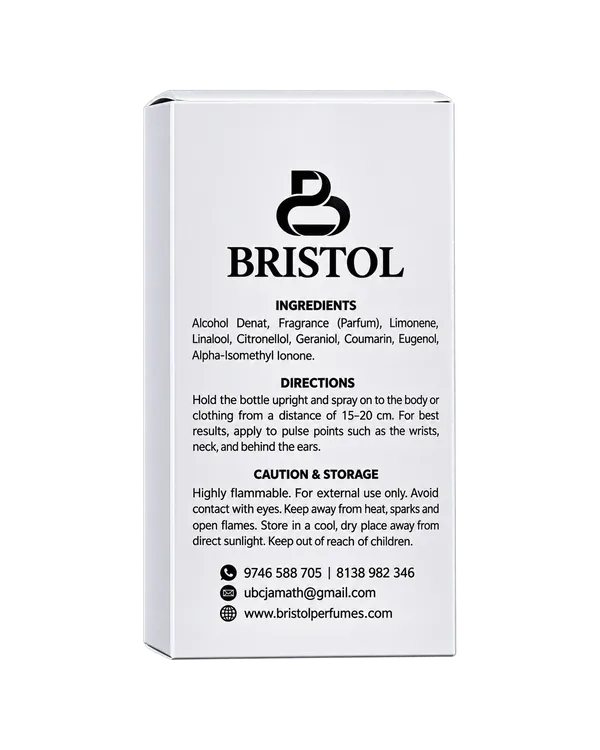 BRISTOL
INGREDIENTS
Alcohol Denat, Fragrance (Parfum), Limonene,
Linalool, Citronellol, Geraniol, Coumarin, Eugenol,
Alpha-Isomethyl Ionone.
DIRECTIONS
Hold the bottle upright and spray on to the body or
clothing from a distance of 15–20 cm. For best
results, apply to pulse points such as the wrists,
neck, and behind the ears.
CAUTION & STORAGE
Highly flammable. For external use only. Avoid
contact with eyes. Keep away from heat, sparks and
open flames. Store in a cool, dry place away from
direct sunlight. Keep out of reach of children.
9746 588 705 | 8138 982 346
ubcjamath@gmail.com
www.bristolperfumes.com